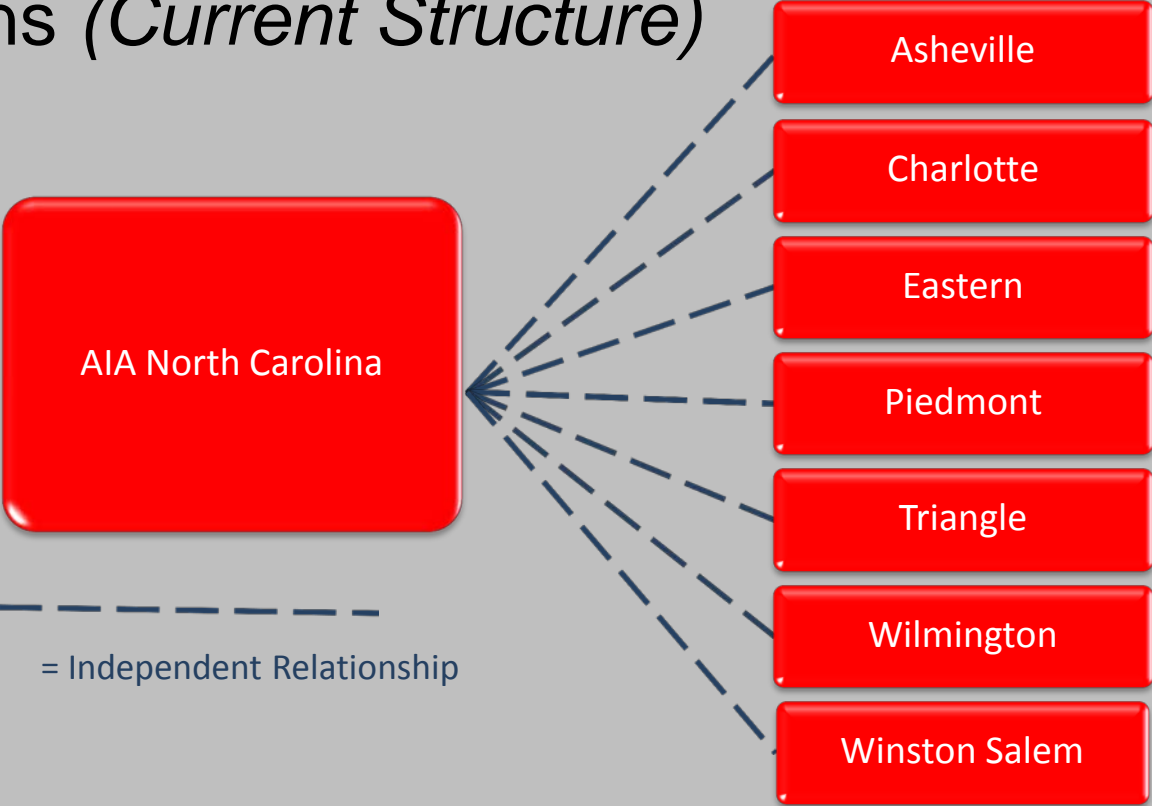 ns (Current Structure)
Asheville
Charlotte
Eastern
AIA North Carolina
Piedmont
Triangle
Wilmington
= Independent Relationship
Winston Salem